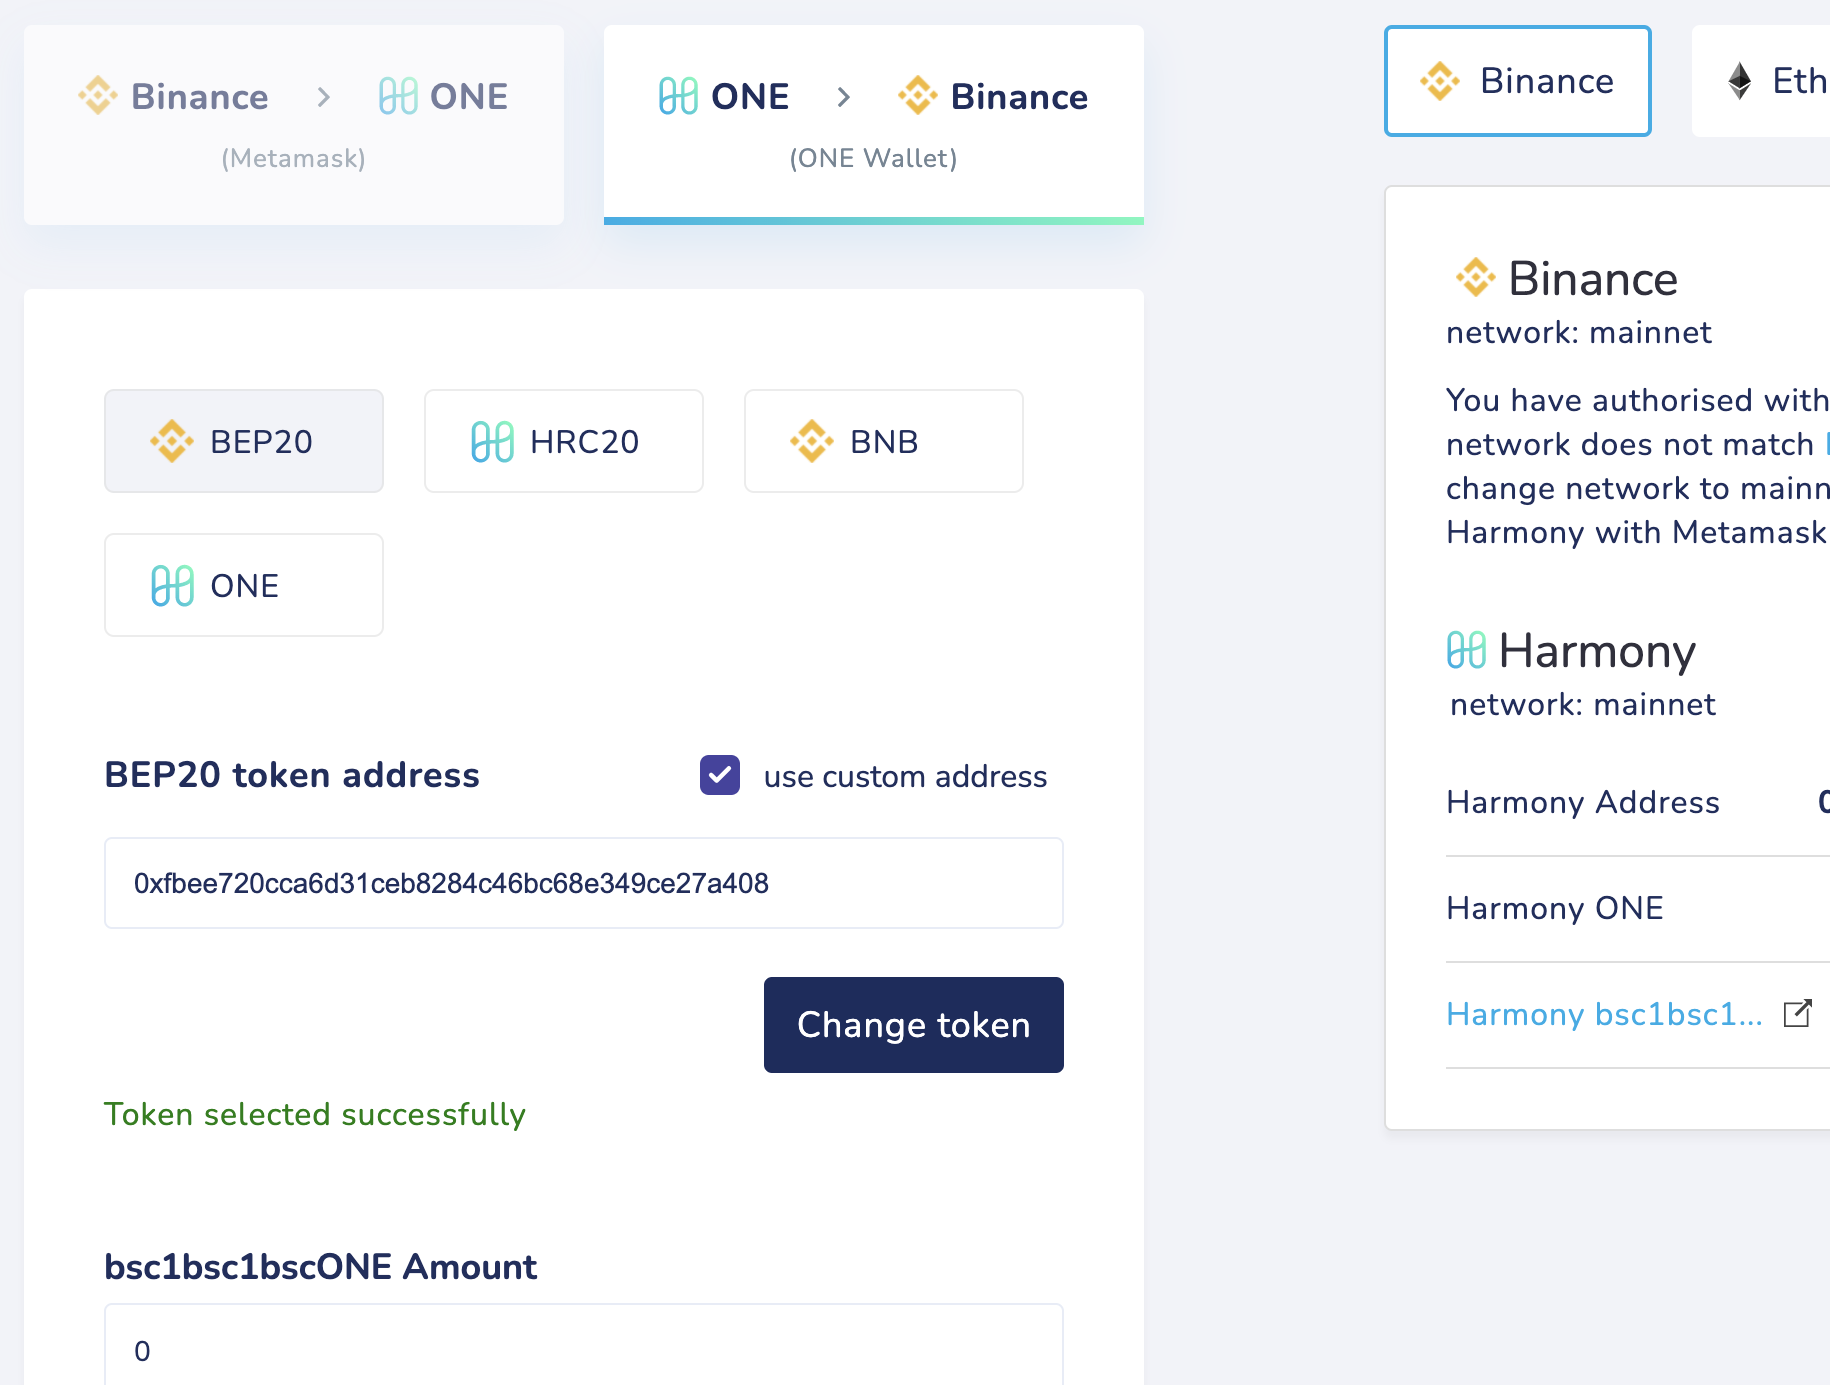 Binance > ONE
(Metamask)
ONE > Binance
(ONE Wallet)
BEP20
HRC20
BNB
ONE
BEP20 token address
use custom address
0xfbee720cca6d31ceb8284c46bc68e349ce27a408
Change token
Token selected successfully
bsc1bsc1bscONE Amount
0
Binance
Eth
Binance
network: mainnet
You have authorised with
network does not match
change network to mainn
Harmony with Metamask
Harmony
network: mainnet
Harmony Address
Harmony ONE
Harmony bsc1bsc1...